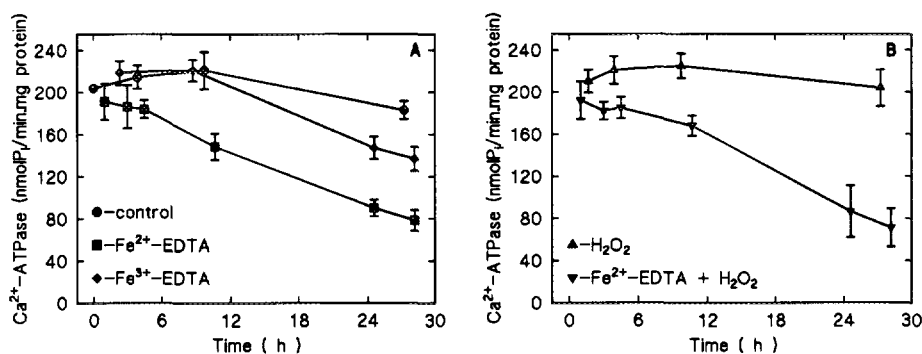 A
Ca²⁺-ATPase (nmolPᵢ/min.mg protein)
240
200
160
120
80
40
0
-control
-Fe²⁺-EDTA
-Fe³⁺-EDTA
0 6 12 18 24 30
Time ( h )
B
Ca²⁺-ATPase (nmolPᵢ/min.mg protein)
240
200
160
120
80
40
0
-H₂O₂
-Fe²⁺-EDTA + H₂O₂
0 6 12 18 24 30
Time ( h )